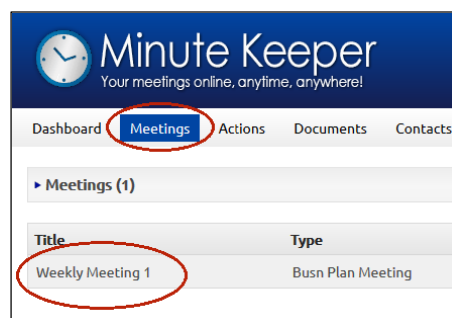 Minute Keeper
Your meetings online, anytime, anywhere!
Dashboard Meetings Actions Documents Contacts
Meetings (1)
Title Type
Weekly Meeting 1 Busn Plan Meeting